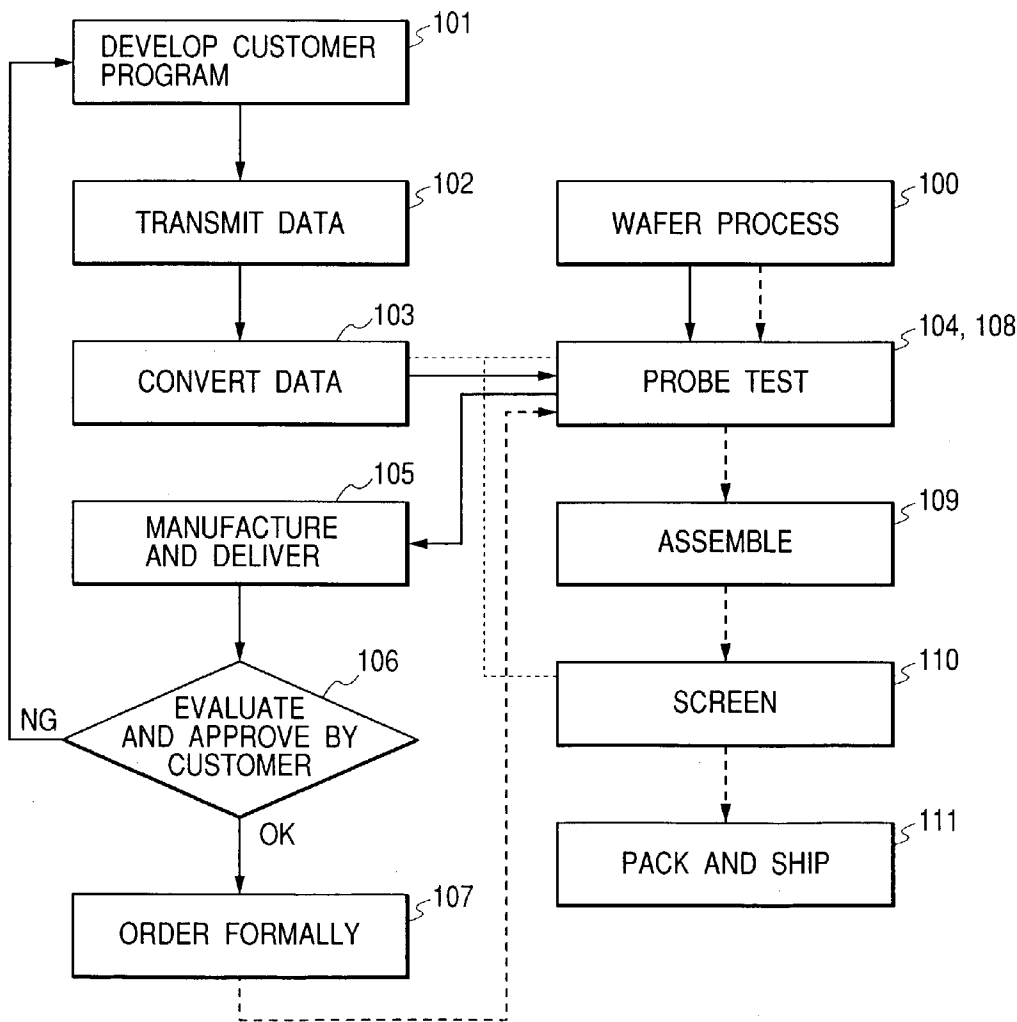 101
DEVELOP CUSTOMER
PROGRAM
102
TRANSMIT DATA
100
WAFER PROCESS
103
CONVERT DATA
104, 108
PROBE TEST
105
MANUFACTURE
AND DELIVER
109
ASSEMBLE
106
EVALUATE
AND APPROVE BY
CUSTOMER
NG
OK
110
SCREEN
111
PACK AND SHIP
107
ORDER FORMALLY